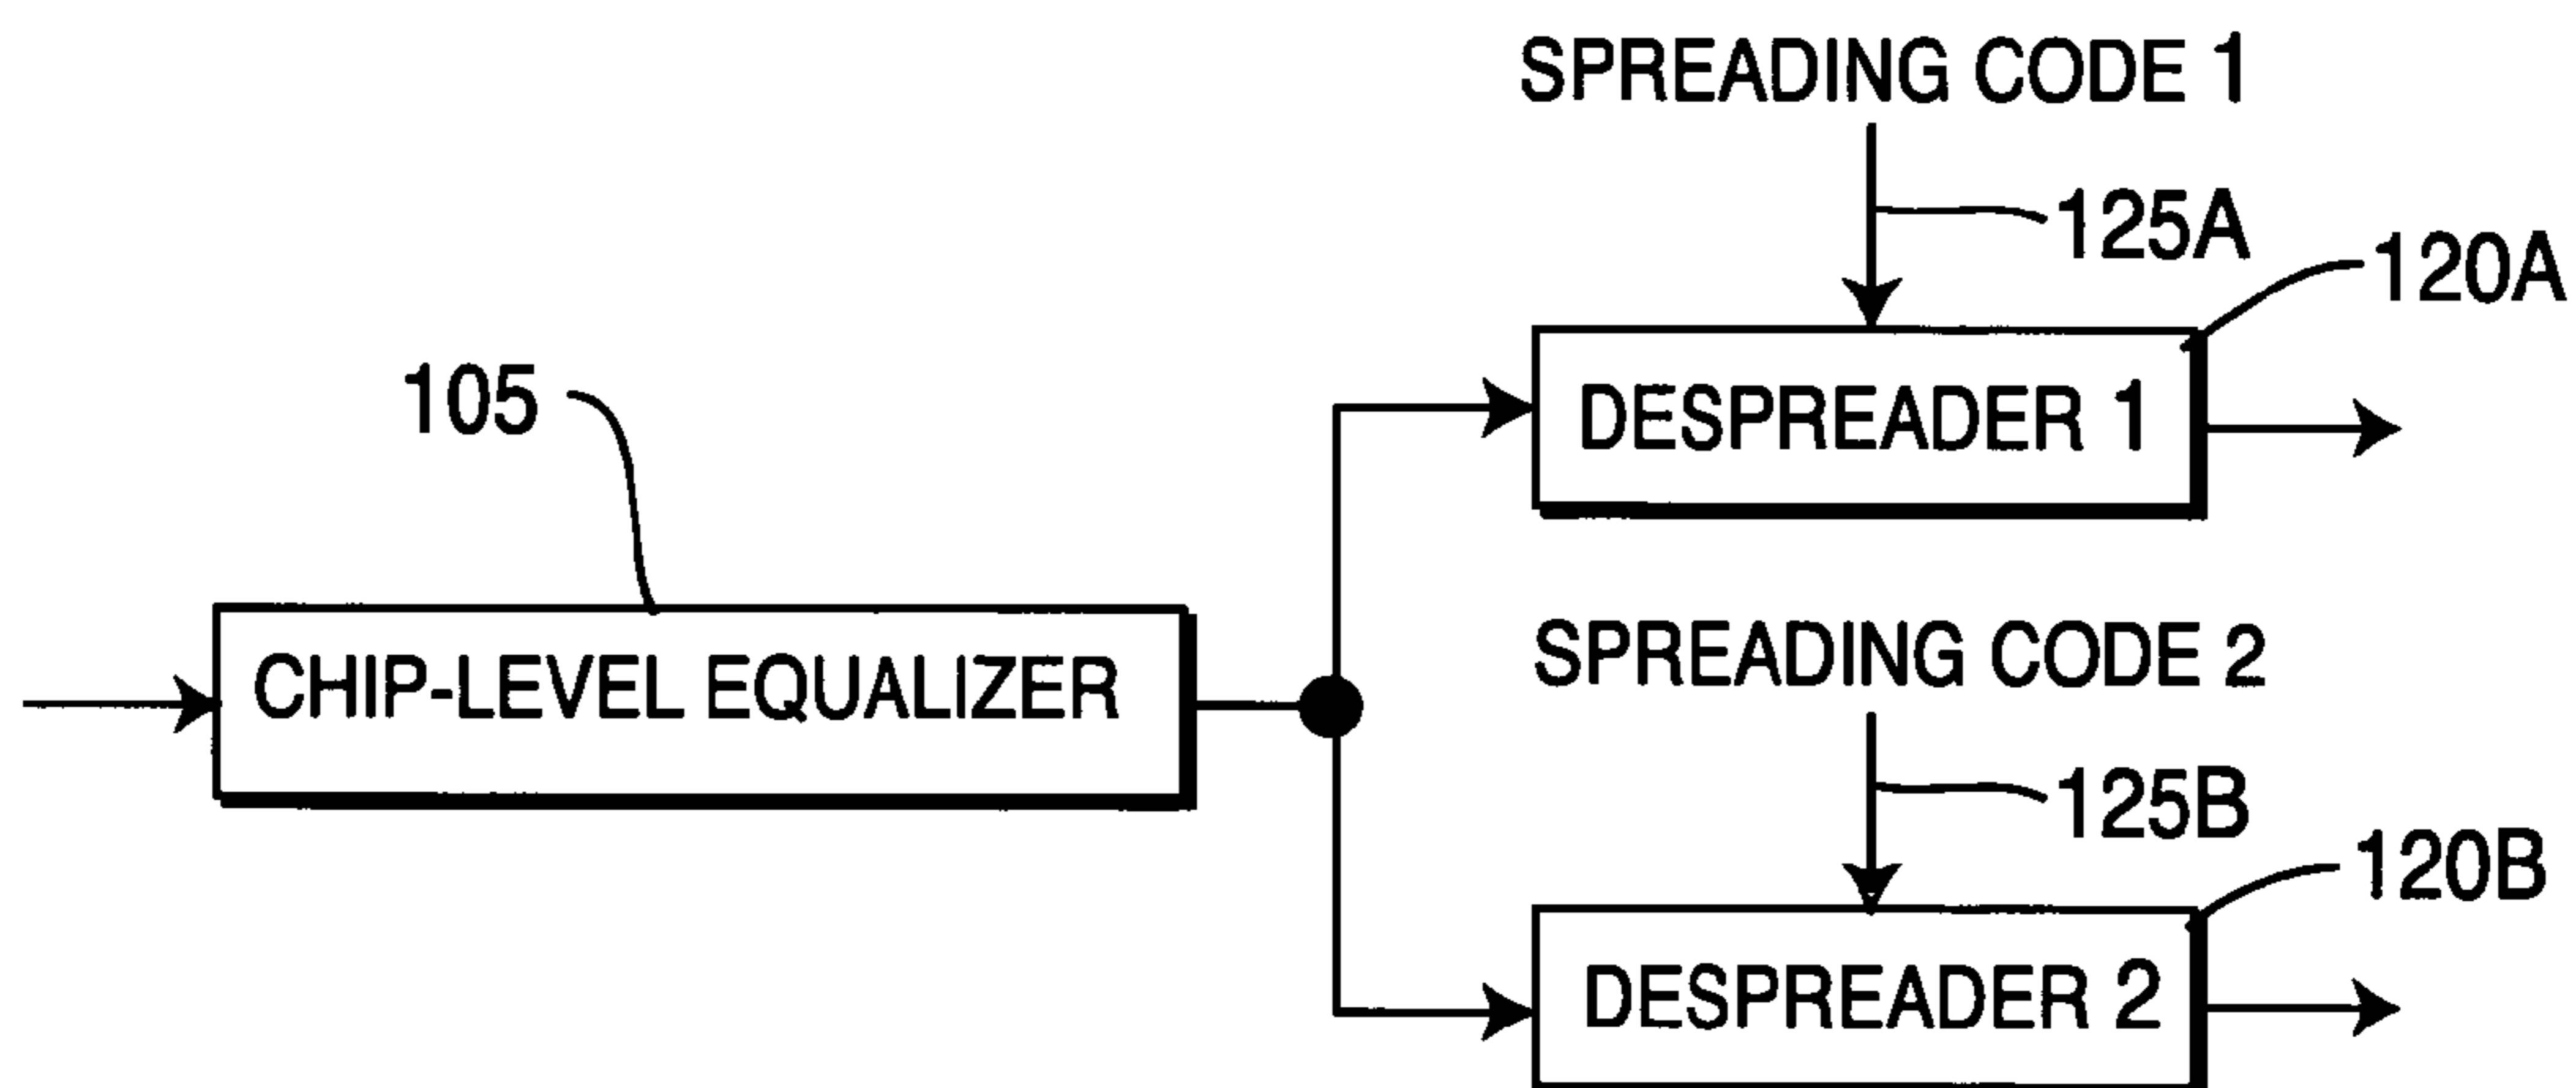 SPREADING CODE 1
125A
120A
DESPREADER 1
105
CHIP-LEVEL EQUALIZER
SPREADING CODE 2
125B
120B
DESPREADER 2